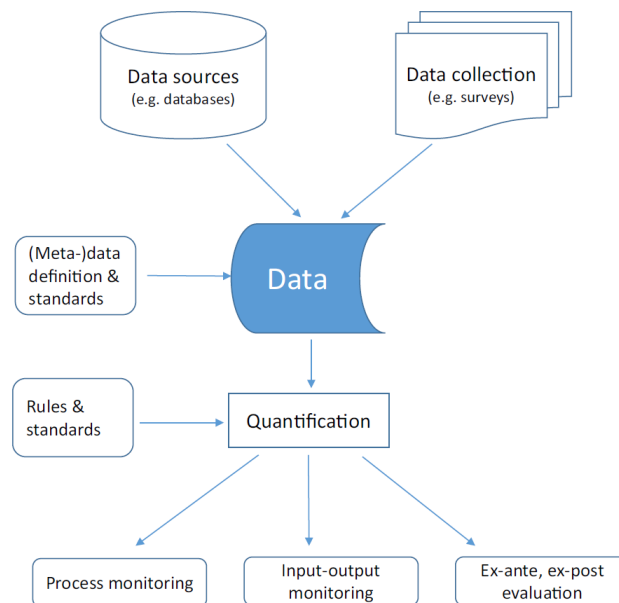 Data sources
(e.g. databases)
Data collection
(e.g. surveys)
(Meta-)data
definition &
standards
Data
Rules &
standards
Quantification
Process monitoring
Input-output
monitoring
Ex-ante, ex-post
evaluation